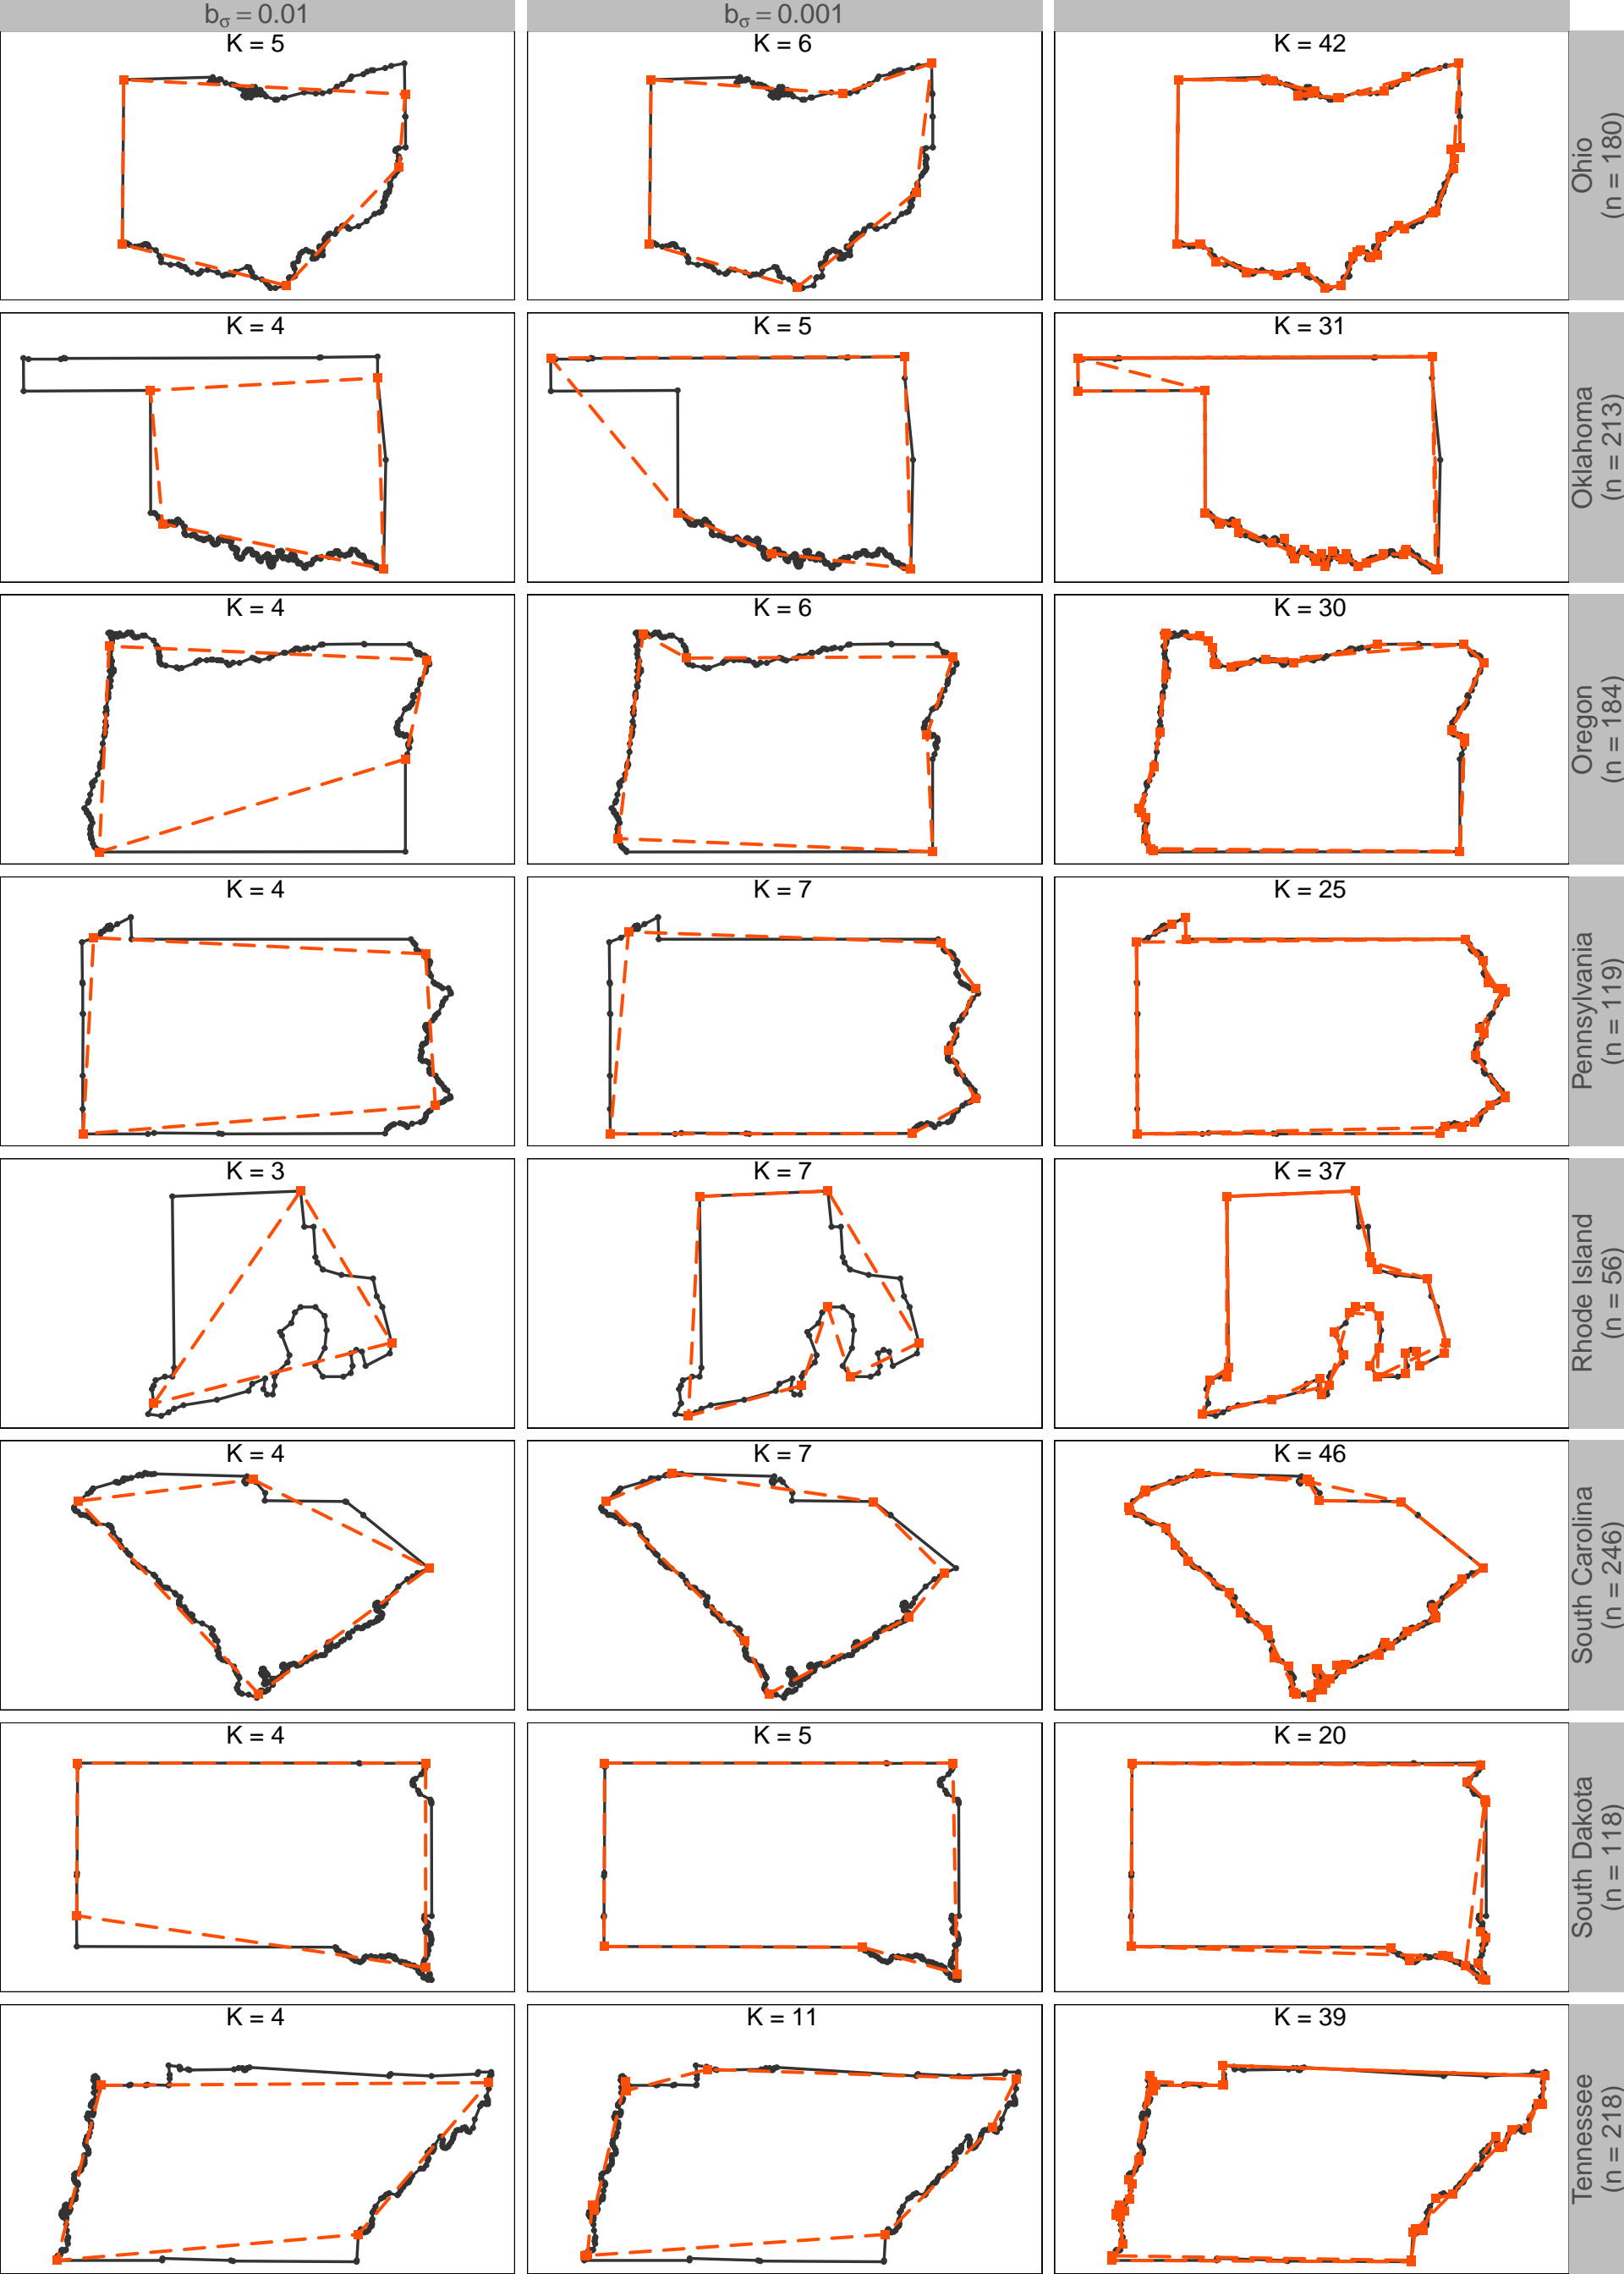 b_σ = 0.01
b_σ = 0.001
K = 5
K = 6
K = 42
Ohio
(n = 180)
K = 4
K = 5
K = 31
Oklahoma
(n = 213)
K = 4
K = 6
K = 30
Oregon
(n = 184)
K = 4
K = 7
K = 25
Pennsylvania
(n = 119)
K = 3
K = 7
K = 37
Rhode Island
(n = 56)
K = 4
K = 7
K = 46
South Carolina
(n = 246)
K = 4
K = 5
K = 20
South Dakota
(n = 118)
K = 4
K = 11
K = 39
Tennessee
(n = 218)